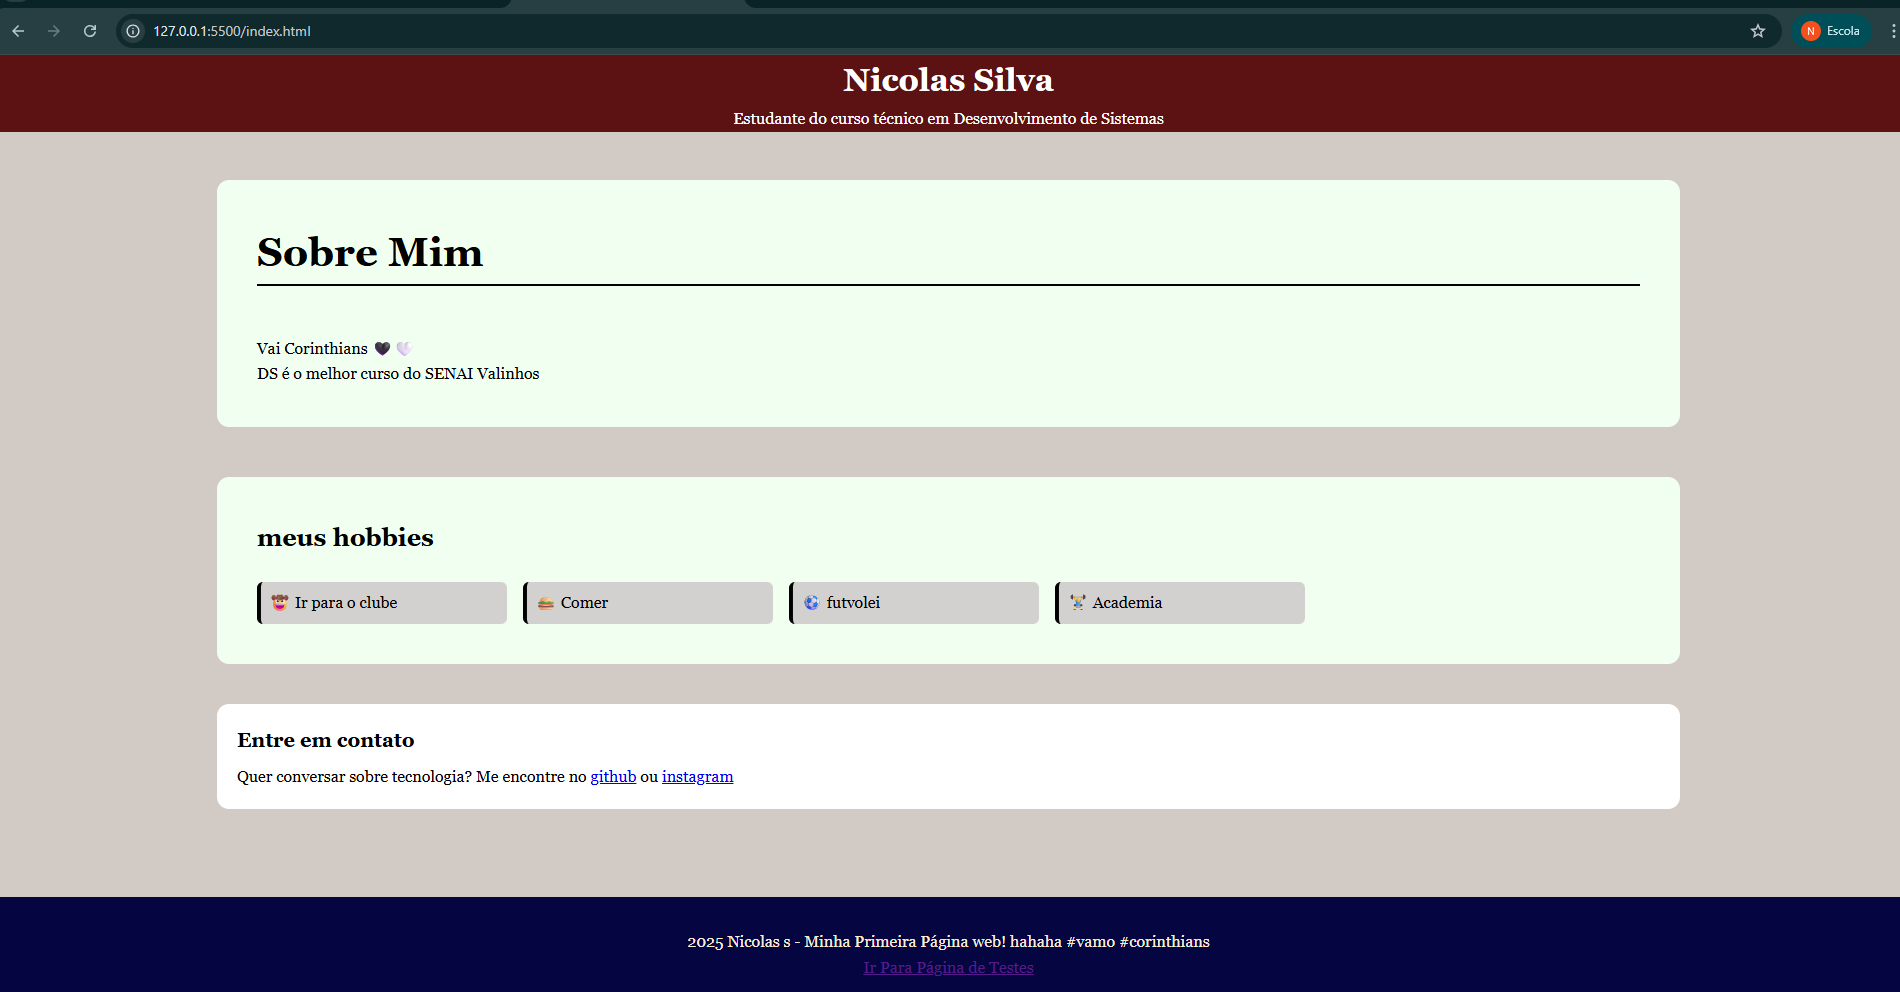 127.0.0.1:5500/index.html
N Escola
Nicolas Silva
Estudante do curso técnico em Desenvolvimento de Sistemas
Sobre Mim
Vai Corinthians 🖤 🤍
DS é o melhor curso do SENAI Valinhos
meus hobbies
🤠 Ir para o clube
🍔 Comer
⚽ futvolei
🏋️ Academia
Entre em contato
Quer conversar sobre tecnologia? Me encontre no github ou instagram
2025 Nicolas s - Minha Primeira Página web! hahaha #vamo #corinthians
Ir Para Página de Testes